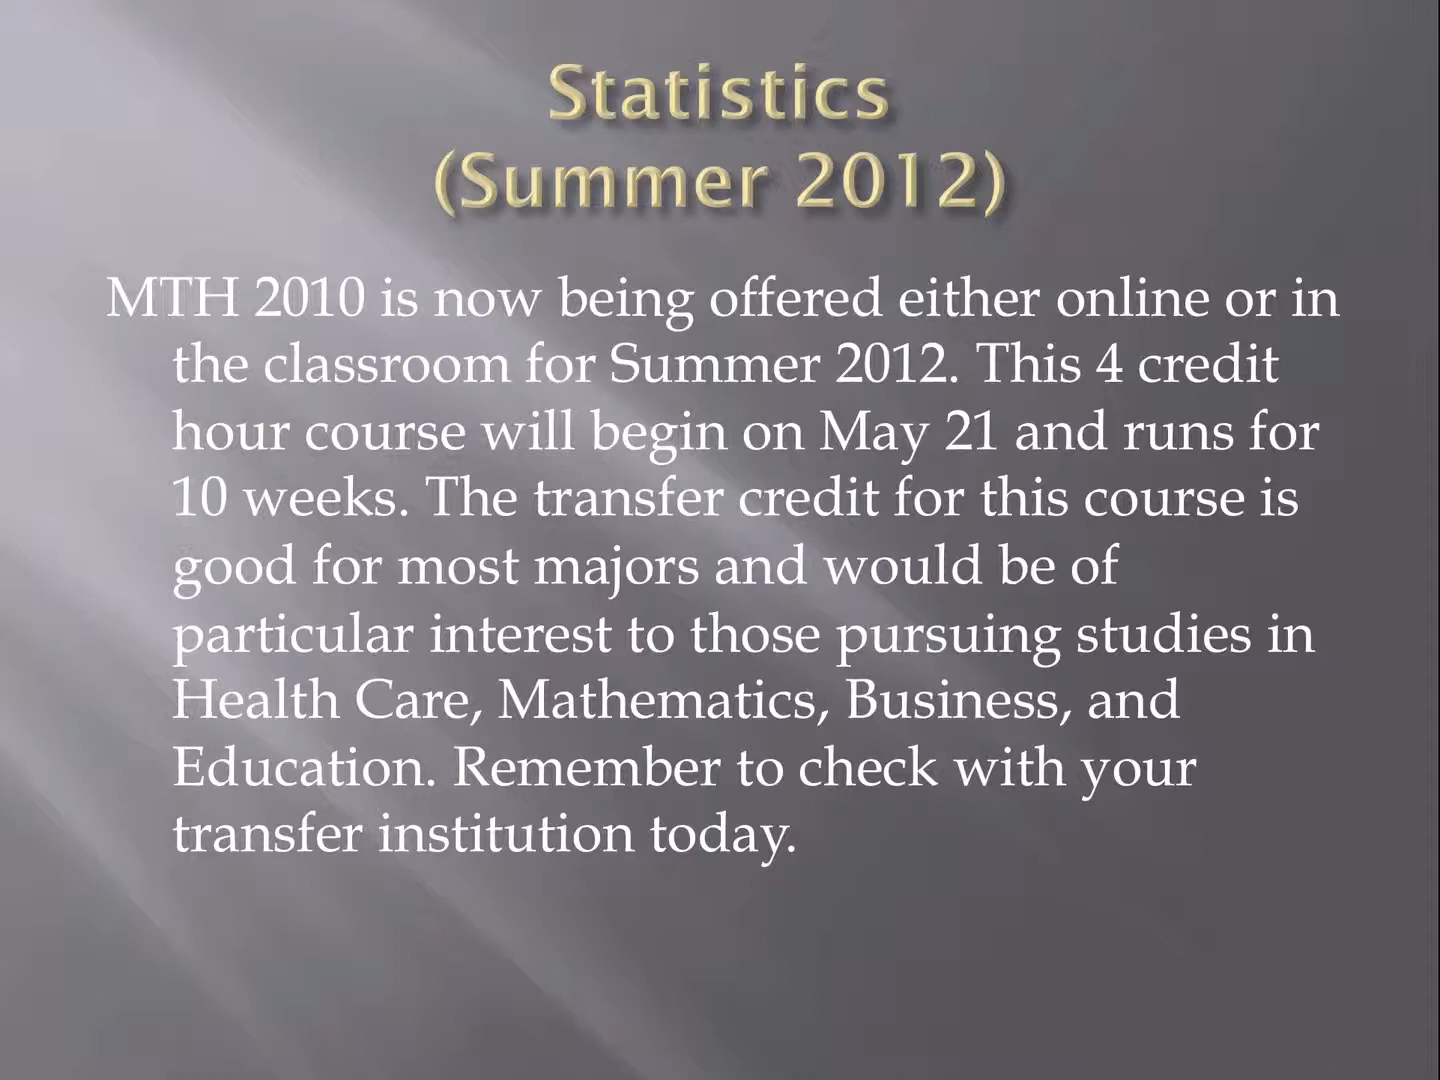 Statistics
(Summer 2012)
MTH 2010 is now being offered either online or in
the classroom for Summer 2012. This 4 credit
hour course will begin on May 21 and runs for
10 weeks. The transfer credit for this course is
good for most majors and would be of
particular interest to those pursuing studies in
Health Care, Mathematics, Business, and
Education. Remember to check with your
transfer institution today.